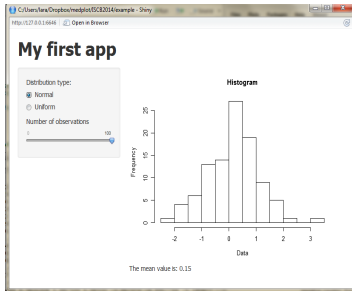 C:/Users/lara/Dropbox/medplot/ISCB2014/example - Shiny
http://127.0.0.1:6646
Open in Browser
My first app
Distribution type:
Normal
Uniform
Number of observations
0 100
Histogram
Frequency
0 5 10 15 20 25
-2 -1 0 1 2 3
Data
The mean value is: 0.15